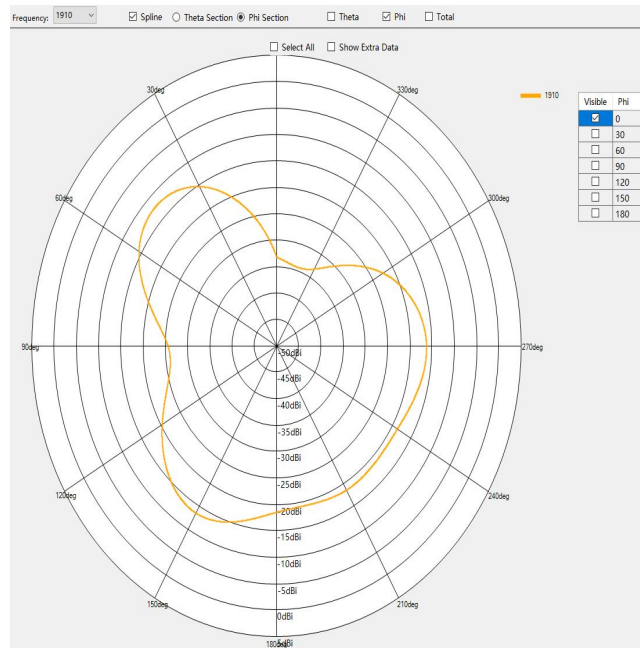 Frequency: 1910 Spline Theta Section Phi Section Theta Phi Total
Select All Show Extra Data
30deg 330deg 1910
Visible Phi
0
30
60
90
120
150
180
60deg 300deg
90deg 270deg
-50dBi
-45dBi
-40dBi
-35dBi
-30dBi
-25dBi
-20dBi
-15dBi
-10dBi
-5dBi
0dBi
120deg 240deg
150deg 210deg
180deg